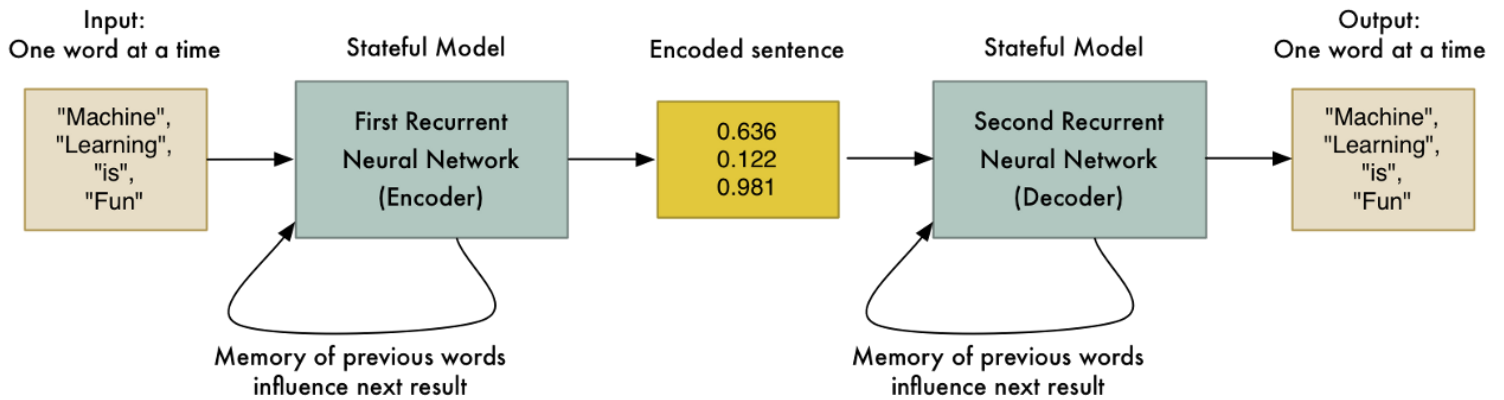 Input:
One word at a time
"Machine",
"Learning",
"is",
"Fun"
Stateful Model
First Recurrent
Neural Network
(Encoder)
Memory of previous words
influence next result
Encoded sentence
0.636
0.122
0.981
Stateful Model
Second Recurrent
Neural Network
(Decoder)
Memory of previous words
influence next result
Output:
One word at a time
"Machine",
"Learning",
"is",
"Fun"